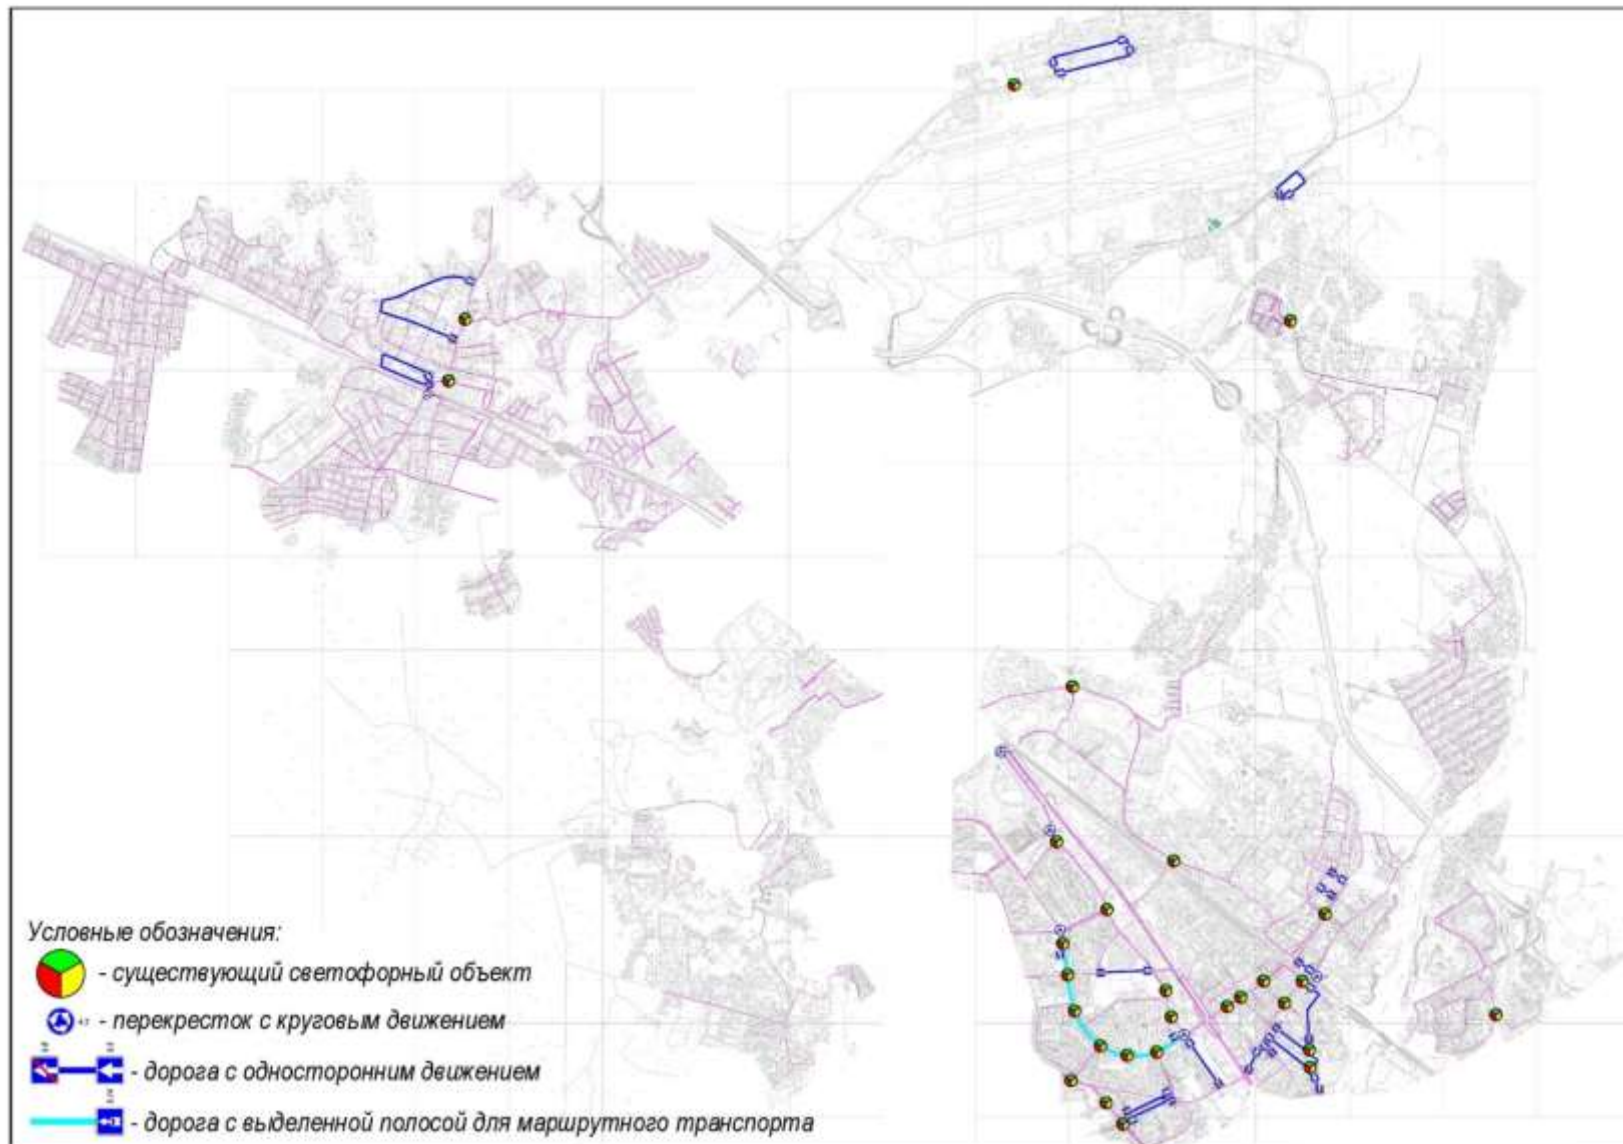 Условные обозначения:
- существующий светофорный объект
- перекресток с круговым движением
- дорога с односторонним движением
- дорога с выделенной полосой для маршрутного транспорта